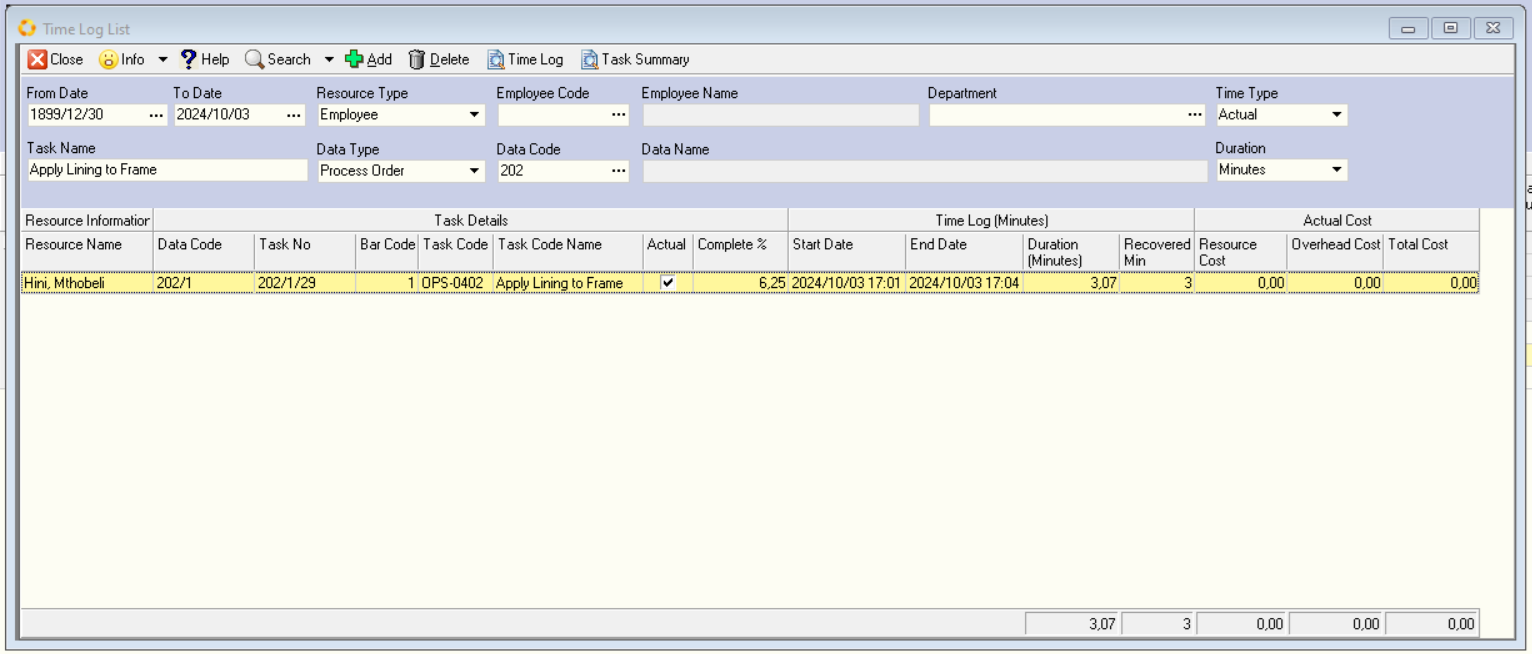 Time Log List
Close Info Help Search Add Delete Time Log Task Summary
From Date To Date Resource Type Employee Code Employee Name Department Time Type
1899/12/30 ... 2024/10/03 ... Employee ... ... Actual
Task Name Data Type Data Code Data Name Duration
Apply Lining to Frame Process Order 202 ... Minutes
Resource Information Task Details Time Log (Minutes) Actual Cost
Resource Name Data Code Task No Bar Code Task Code Task Code Name Actual Complete % Start Date End Date Duration (Minutes) Recovered Min Resource Cost Overhead Cost Total Cost
Hini, Mthobeli 202/1 202/1/29 1 OPS-0402 Apply Lining to Frame 6,25 2024/10/03 17:01 2024/10/03 17:04 3,07 3 0,00 0,00 0,00
3,07 3 0,00 0,00 0,00